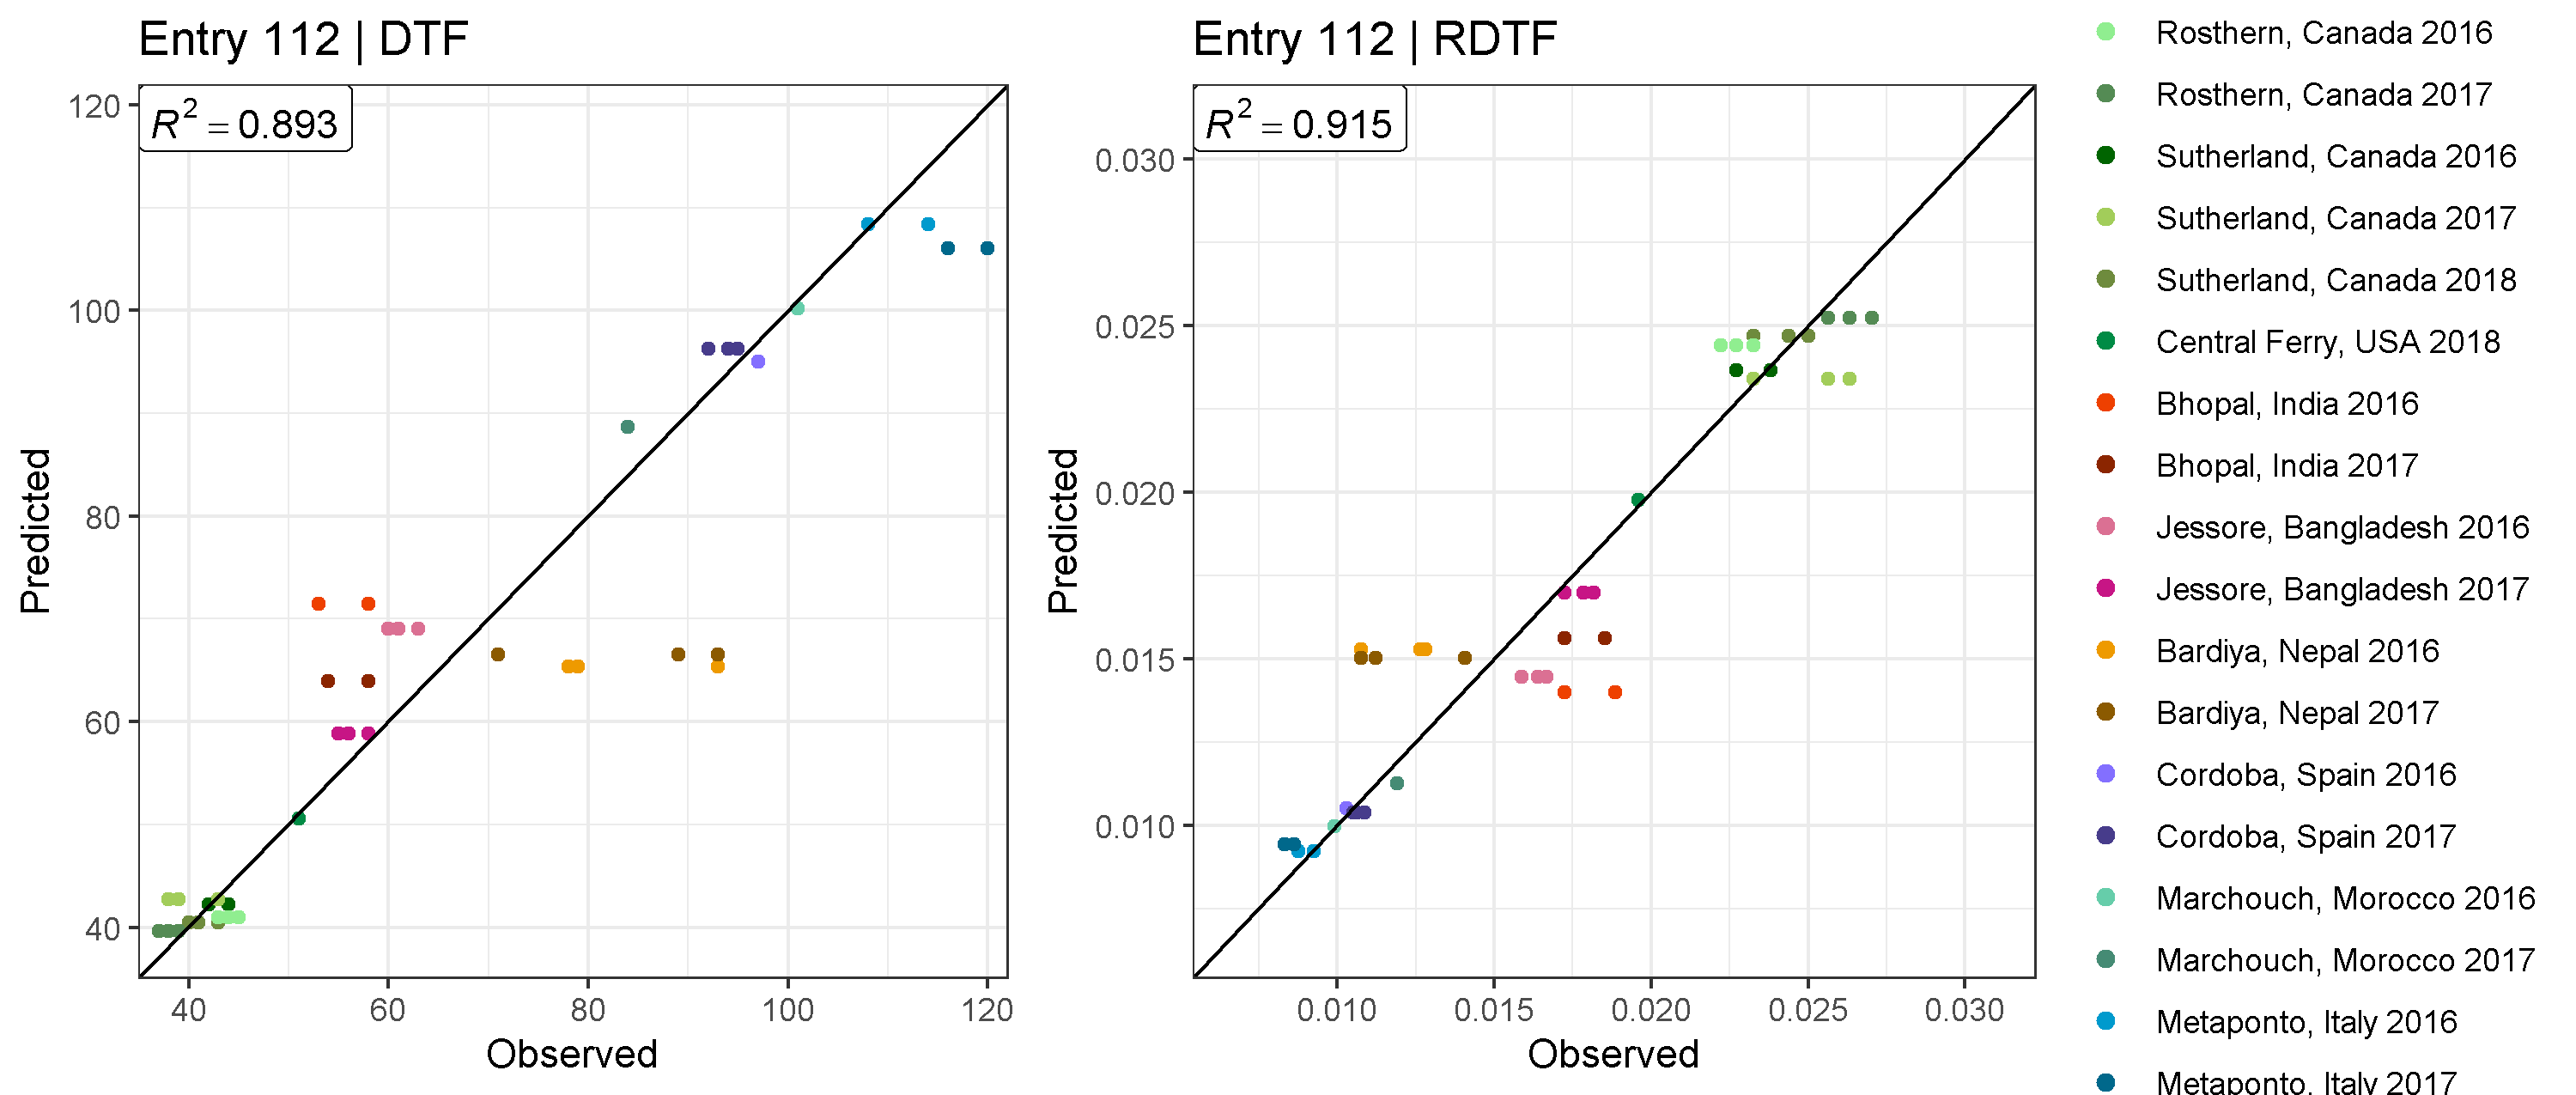 Entry 112 | DTF
R² = 0.893
120
100
80
60
40
Predicted
40 60 80 100 120
Observed
Entry 112 | RDTF
R² = 0.915
0.030
0.025
0.020
0.015
0.010
Predicted
0.010 0.015 0.020 0.025 0.030
Observed
Rosthern, Canada 2016
Rosthern, Canada 2017
Sutherland, Canada 2016
Sutherland, Canada 2017
Sutherland, Canada 2018
Central Ferry, USA 2018
Bhopal, India 2016
Bhopal, India 2017
Jessore, Bangladesh 2016
Jessore, Bangladesh 2017
Bardiya, Nepal 2016
Bardiya, Nepal 2017
Cordoba, Spain 2016
Cordoba, Spain 2017
Marchouch, Morocco 2016
Marchouch, Morocco 2017
Metaponto, Italy 2016
Metaponto, Italy 2017